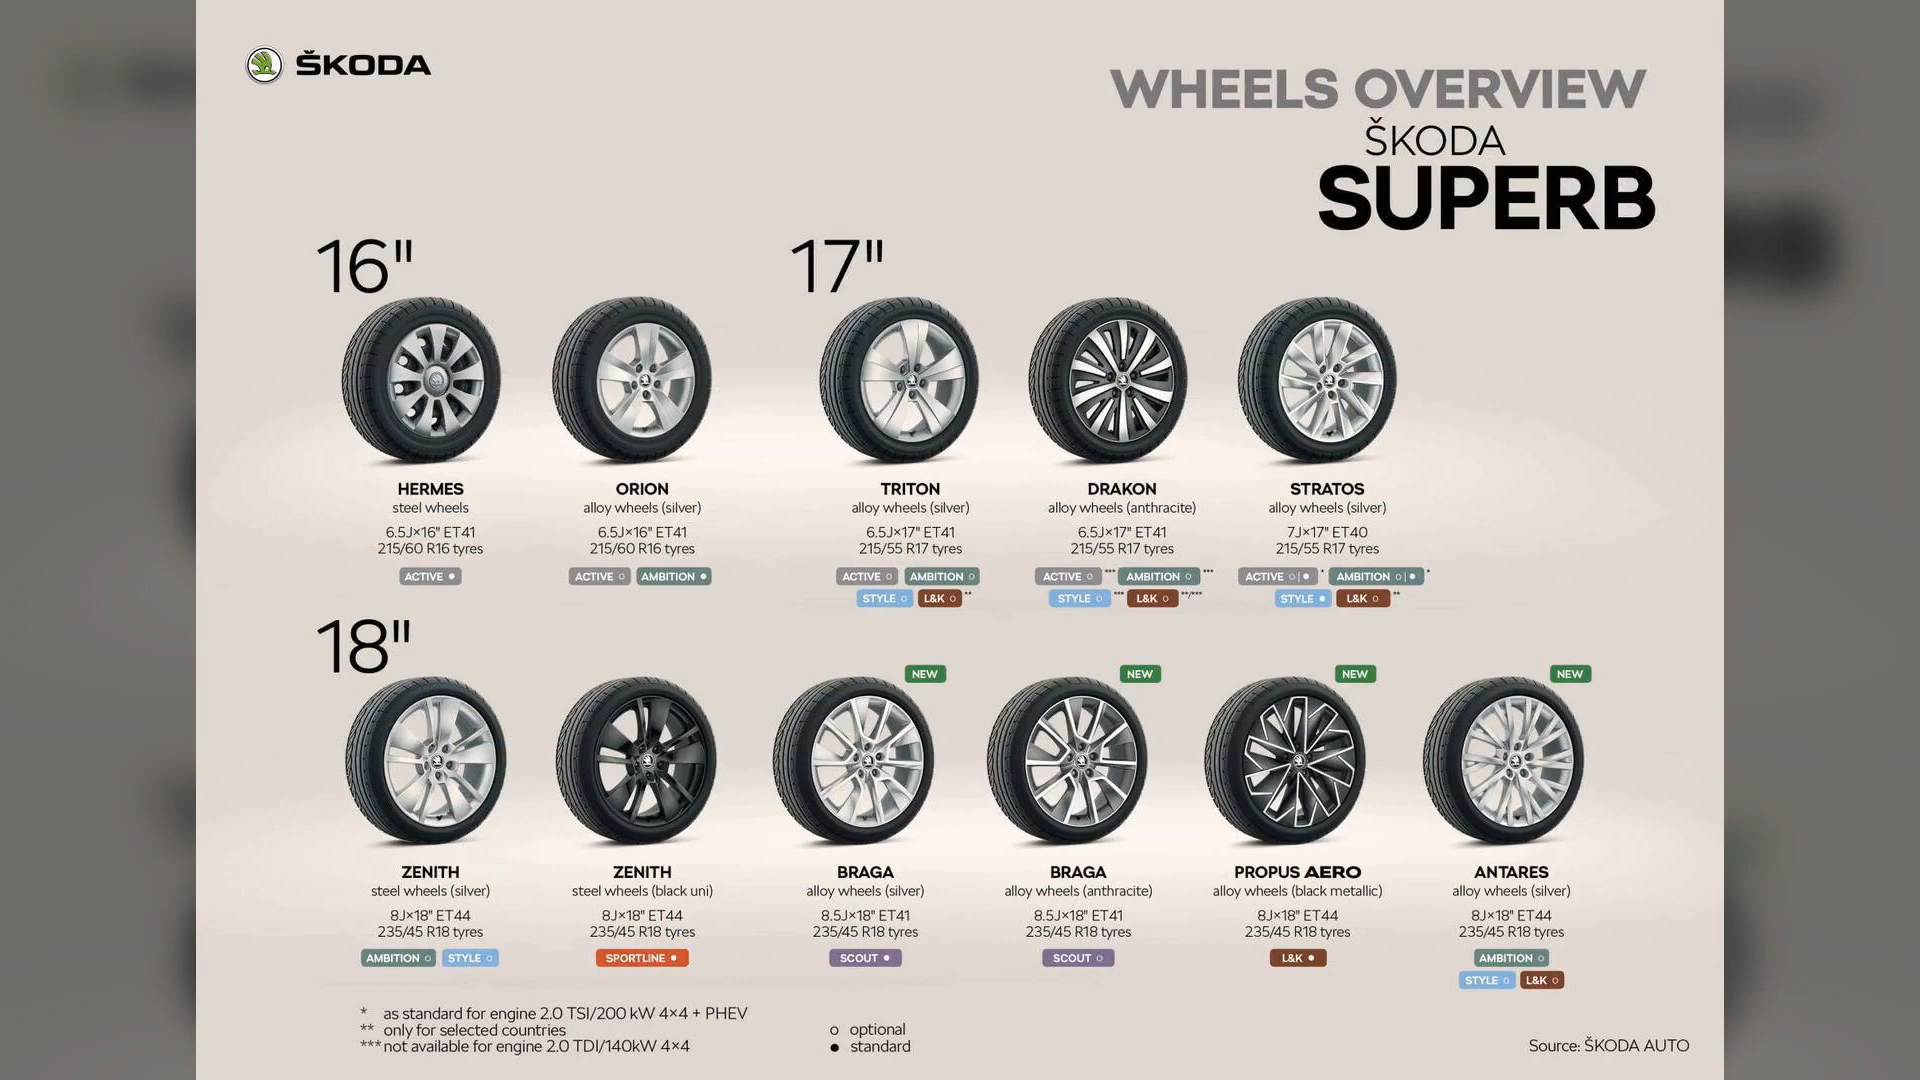 ŠKODA
WHEELS OVERVIEW
ŠKODA
SUPERB
16"
17"
HERMES
steel wheels
6.5J×16" ET41
215/60 R16 tyres
ACTIVE ●
ORION
alloy wheels (silver)
6.5J×16" ET41
215/60 R16 tyres
ACTIVE ○ AMBITION ●
TRITON
alloy wheels (silver)
6.5J×17" ET41
215/55 R17 tyres
ACTIVE ○ AMBITION ○
STYLE ○ L&K ○ **
DRAKON
alloy wheels (anthracite)
6.5J×17" ET41
215/55 R17 tyres
ACTIVE ○ *** AMBITION ○ ***
STYLE ○ *** L&K ○ **/***
STRATOS
alloy wheels (silver)
7J×17" ET40
215/55 R17 tyres
ACTIVE ○|● * AMBITION ○|● *
STYLE ● L&K ○ **
18"
ZENITH
steel wheels (silver)
8J×18" ET44
235/45 R18 tyres
AMBITION ○ STYLE ○
ZENITH
steel wheels (black uni)
8J×18" ET44
235/45 R18 tyres
SPORTLINE ●
NEW
BRAGA
alloy wheels (silver)
8.5J×18" ET41
235/45 R18 tyres
SCOUT ●
NEW
BRAGA
alloy wheels (anthracite)
8.5J×18" ET41
235/45 R18 tyres
SCOUT ○
NEW
PROPUS AERO
alloy wheels (black metallic)
8J×18" ET44
235/45 R18 tyres
L&K ●
NEW
ANTARES
alloy wheels (silver)
8J×18" ET44
235/45 R18 tyres
AMBITION ○
STYLE ○ L&K ○
* as standard for engine 2.0 TSI/200 kW 4×4 + PHEV
** only for selected countries
*** not available for engine 2.0 TDI/140kW 4×4
○ optional
● standard
Source: ŠKODA AUTO